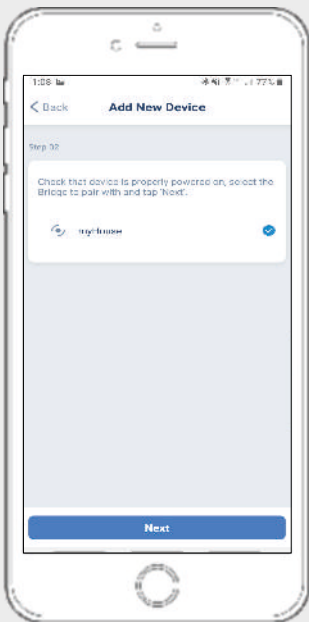 1:08
77%
Back
Add New Device
Step 02
Check that device is properly powered on, select the
Bridge to pair with and tap 'Next'.
myHouse
Next